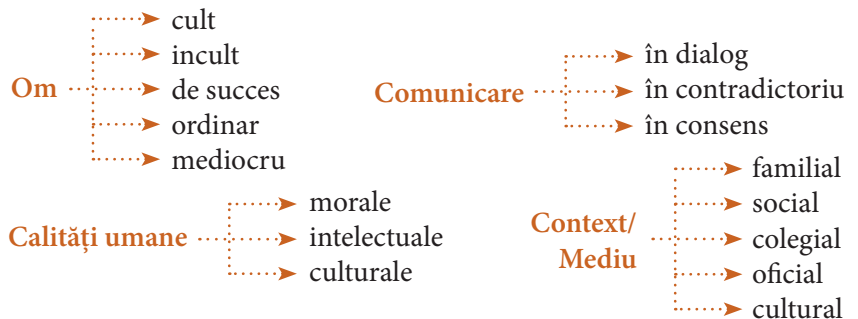 Om
cult
incult
de succes
ordinar
mediocru
Comunicare
în dialog
în contradictoriu
în consens
Calități umane
morale
intelectuale
culturale
Context/
Mediu
familial
social
colegial
oficial
cultural